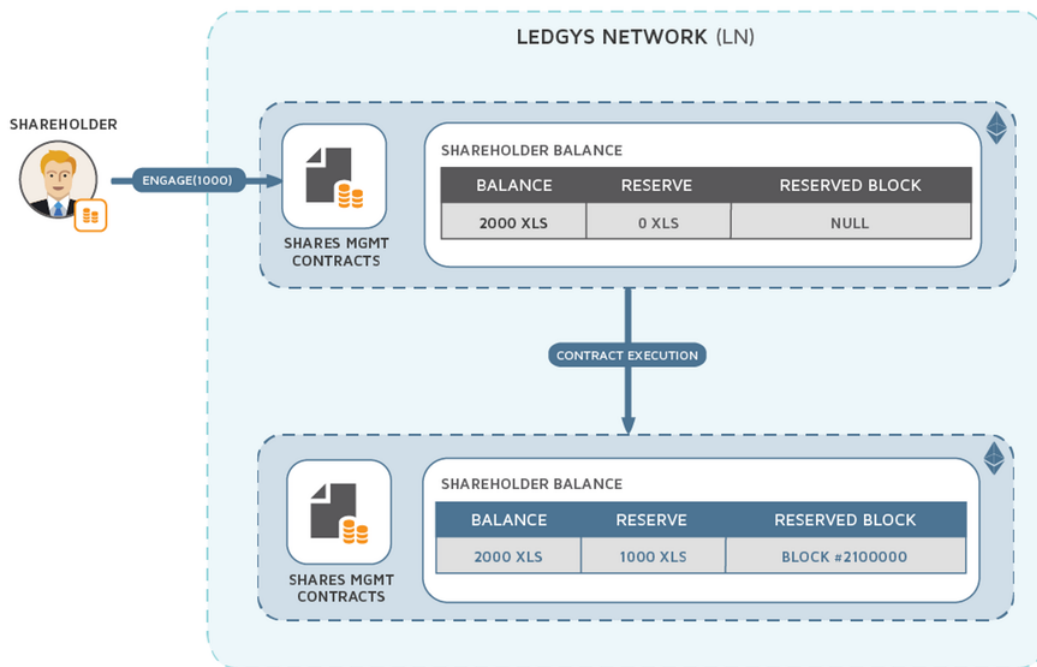 LEDGYS NETWORK (LN)
SHAREHOLDER
ENGAGE(1000)
SHARES MGMT
CONTRACTS
SHAREHOLDER BALANCE
BALANCE RESERVE RESERVED BLOCK
2000 XLS 0 XLS NULL
CONTRACT EXECUTION
SHARES MGMT
CONTRACTS
SHAREHOLDER BALANCE
BALANCE RESERVE RESERVED BLOCK
2000 XLS 1000 XLS BLOCK #2100000